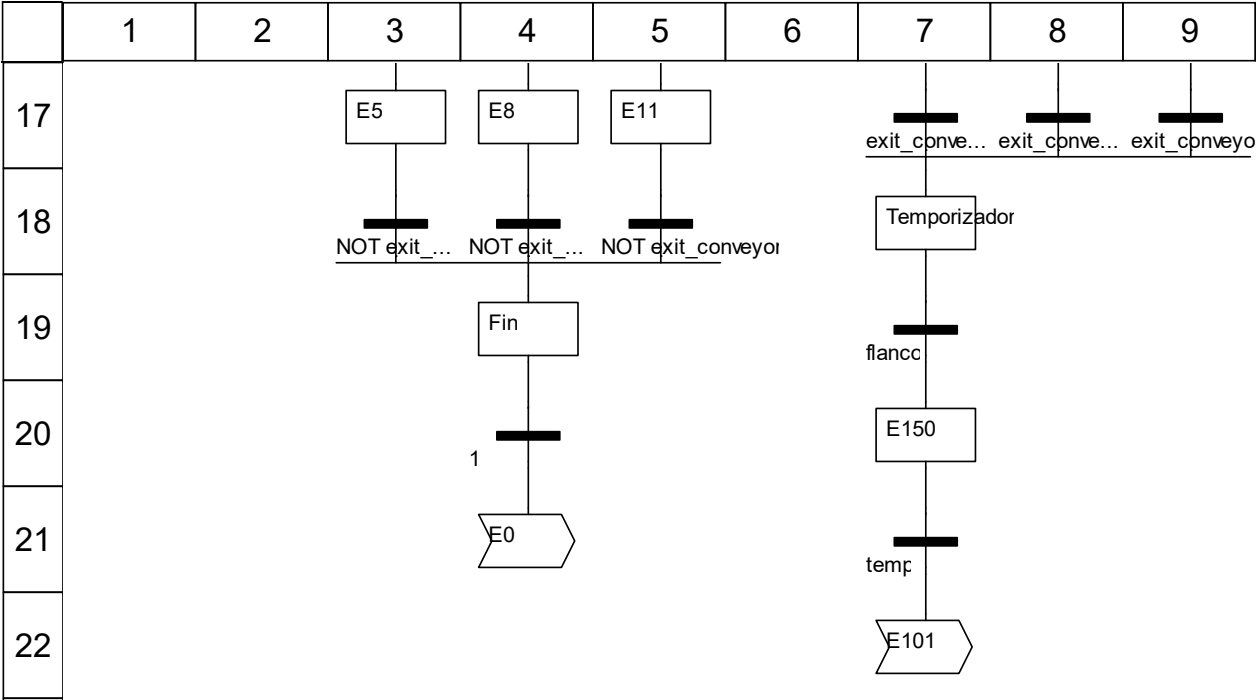 1 2 3 4 5 6 7 8 9
17 E5 E8 E11
exit_conve... exit_conve... exit_conveyo
18 Temporizador
NOT exit_... NOT exit_... NOT exit_conveyor
19 Fin
flanco
20 E150
1
21 E0
temp
22 E101